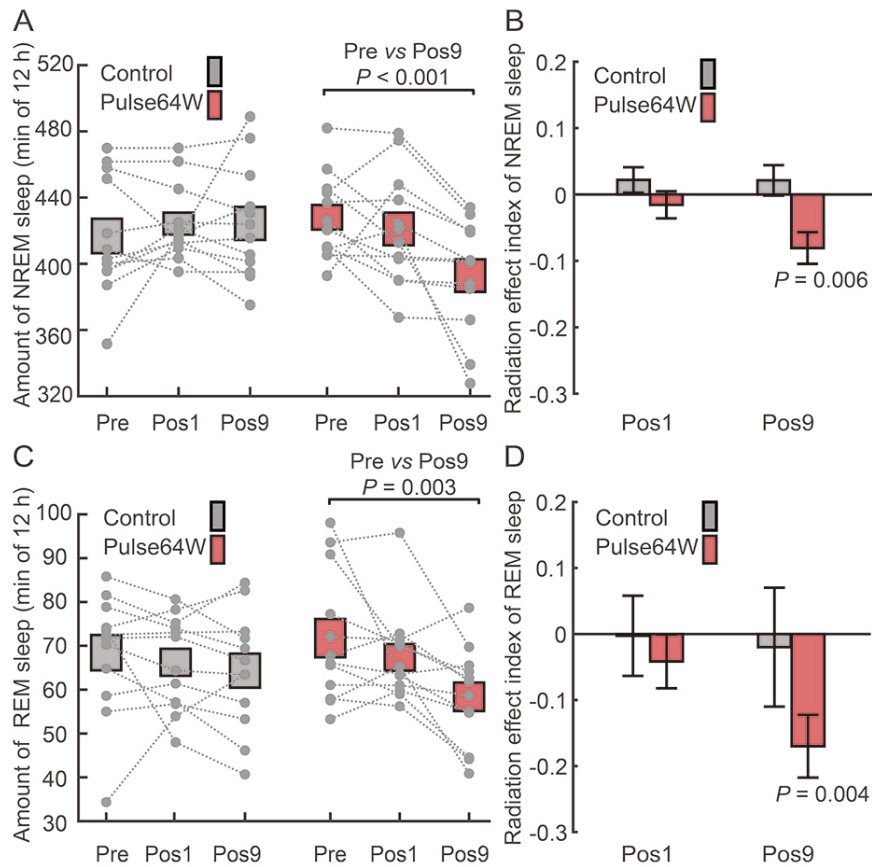 A
Amount of NREM sleep (min of 12 h)
520
480
440
400
360
320
Control
Pulse64W
Pre vs Pos9
P < 0.001
Pre Pos1 Pos9 Pre Pos1 Pos9
B
Radiation effect index of NREM sleep
0.2
0.1
0
-0.1
-0.2
-0.3
Control
Pulse64W
P = 0.006
Pos1 Pos9
C
Amount of REM sleep (min of 12 h)
100
90
80
70
60
50
40
30
Control
Pulse64W
Pre vs Pos9
P = 0.003
Pre Pos1 Pos9 Pre Pos1 Pos9
D
Radiation effect index of REM sleep
0.2
0.1
0
-0.1
-0.2
-0.3
Control
Pulse64W
P = 0.004
Pos1 Pos9